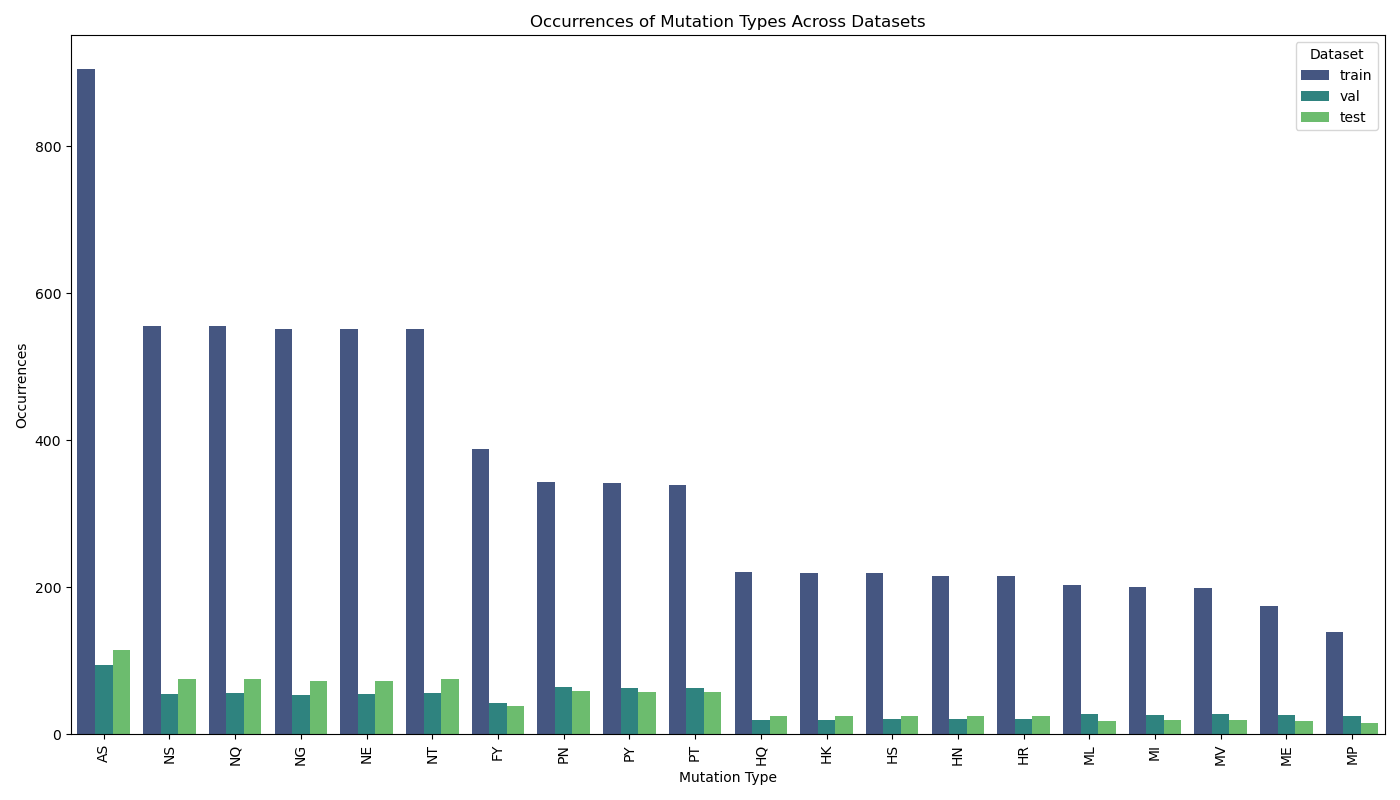 Occurrences of Mutation Types Across Datasets
Dataset
train
val
test
Occurrences
800
600
400
200
0
AS
NS
NQ
NG
NE
NT
FY
PN
PY
PT
HQ
HK
HS
HN
HR
ML
MI
MV
ME
MP
Mutation Type